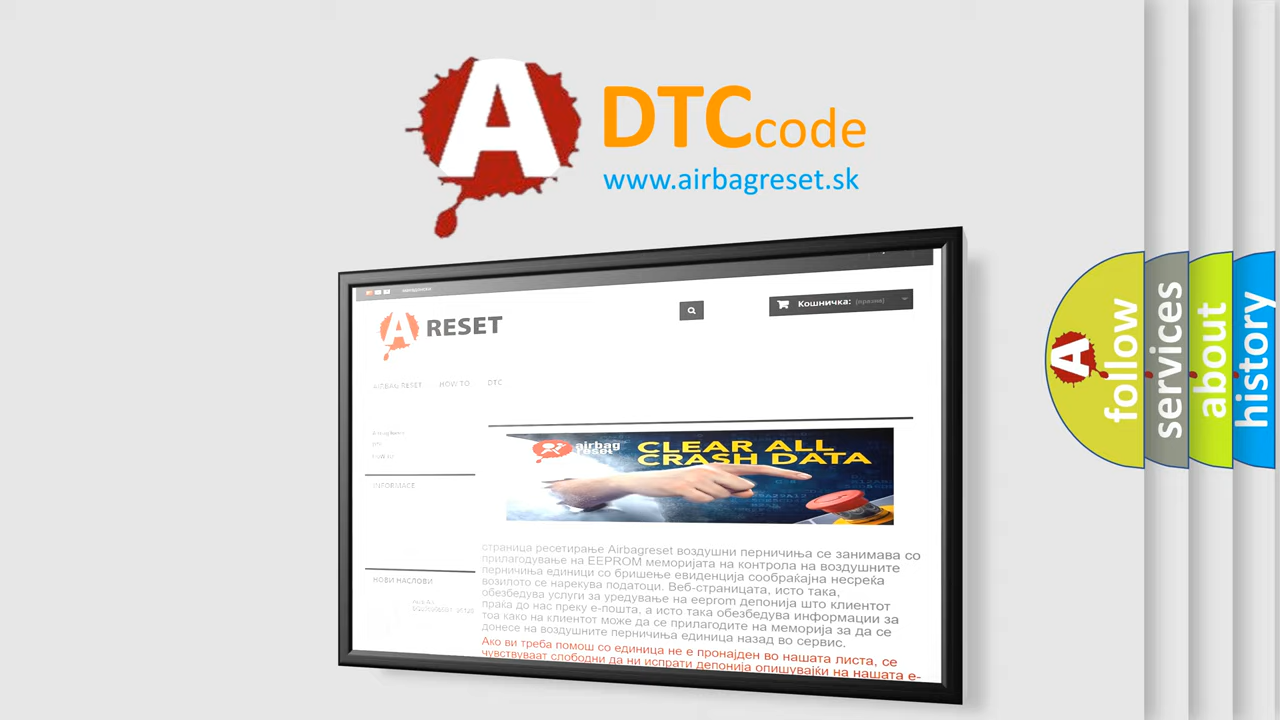 A DTC code
www.airbagreset.sk
A RESET
Кошничка: (празна)
AIRBAG RESET HOW TO DTC
INFORMACE
НОВИ НАСЛОВИ
airbag reset
CLEAR ALL
CRASH DATA
страница ресетирање Airbagreset воздушни перничиња се занимава со
прилагодување на EEPROM меморијата на контрола на воздушните
перничиња единици со бришење евиденција сообраќајна несреќа
возилото се нарекува податоци. Веб-страницата, исто така,
обезбедува услуги за уредување на eeprom депонија што клиентот
праќа до нас преку е-пошта, а исто така обезбедува информации за
тоа како на клиентот може да се прилагодите на меморија за да се
донесе на воздушните перничиња единица назад во сервис.
Ако ви треба помош со единица не е пронајден во нашата листа, се
чувствуваат слободни да ни испрати депонија опишувајќи на нашата е-
A follow
services
about
history